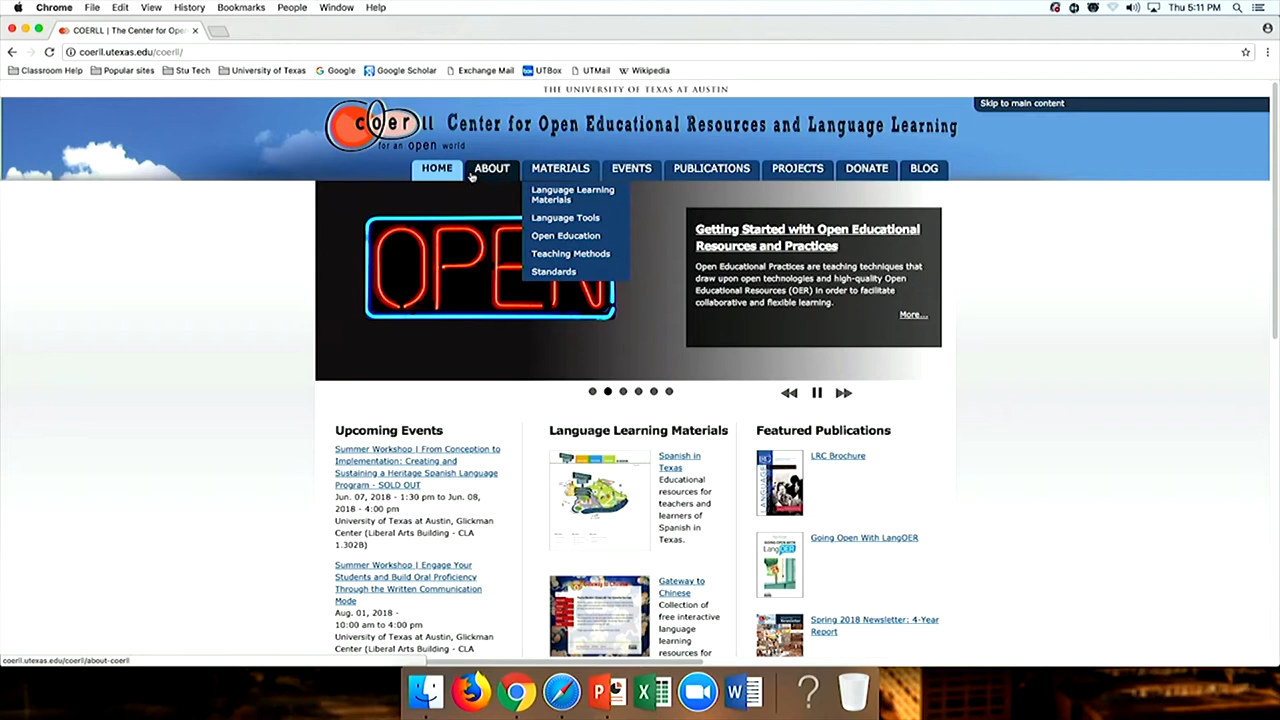 Chrome File Edit View History Bookmarks People Window Help
Thu 5:11 PM
COERLL | The Center for Ope
coerll.utexas.edu/coerll/
Classroom Help Popular sites Stu Tech University of Texas Google Google Scholar Exchange Mail UTBox UTMail Wikipedia
THE UNIVERSITY OF TEXAS AT AUSTIN
Skip to main content
coerll Center for Open Educational Resources and Language Learning
for an open world
HOME ABOUT MATERIALS EVENTS PUBLICATIONS PROJECTS DONATE BLOG
Language Learning
Materials
Language Tools
Open Education
Teaching Methods
Standards
OPEN
Getting Started with Open Educational
Resources and Practices
Open Educational Practices are teaching techniques that
draw upon open technologies and high-quality Open
Educational Resources (OER) in order to facilitate
collaborative and flexible learning.
More...
Upcoming Events
Summer Workshop | From Conception to
Implementation: Creating and
Sustaining a Heritage Spanish Language
Program - SOLD OUT
Jun. 07, 2018 - 1:30 pm to Jun. 08,
2018 - 4:00 pm
University of Texas at Austin, Glickman
Center (Liberal Arts Building - CLA
1.302B)
Summer Workshop | Engage Your
Students and Build Oral Proficiency
Through the Written Communication
Mode
Aug. 01, 2018 -
10:00 am to 4:00 pm
University of Texas at Austin, Glickman
Center (Liberal Arts Building - CLA
Language Learning Materials
Spanish in
Texas
Educational
resources for
teachers and
learners of
Spanish in
Texas.
Gateway to
Chinese
Collection of
free interactive
language
learning
resources for
Featured Publications
LRC Brochure
Going Open With LangOER
Spring 2018 Newsletter: 4-Year
Report
coerll.utexas.edu/coerll/about-coerll